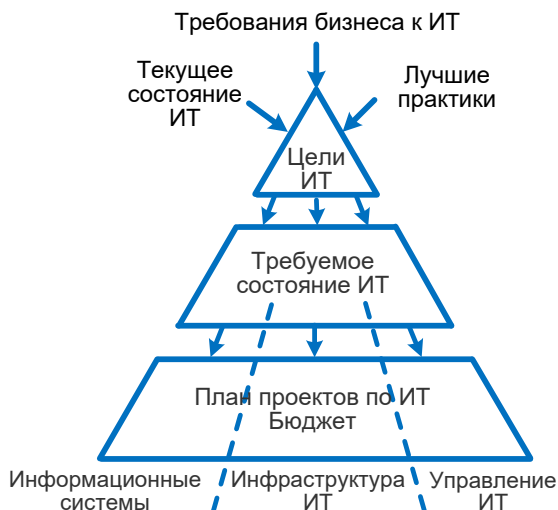 Требования бизнеса к ИТ
Текущее
состояние
ИТ
Лучшие
практики
Цели
ИТ
Требуемое
состояние ИТ
План проектов по ИТ
Бюджет
Информационные
системы
Инфраструктура
ИТ
Управление
ИТ